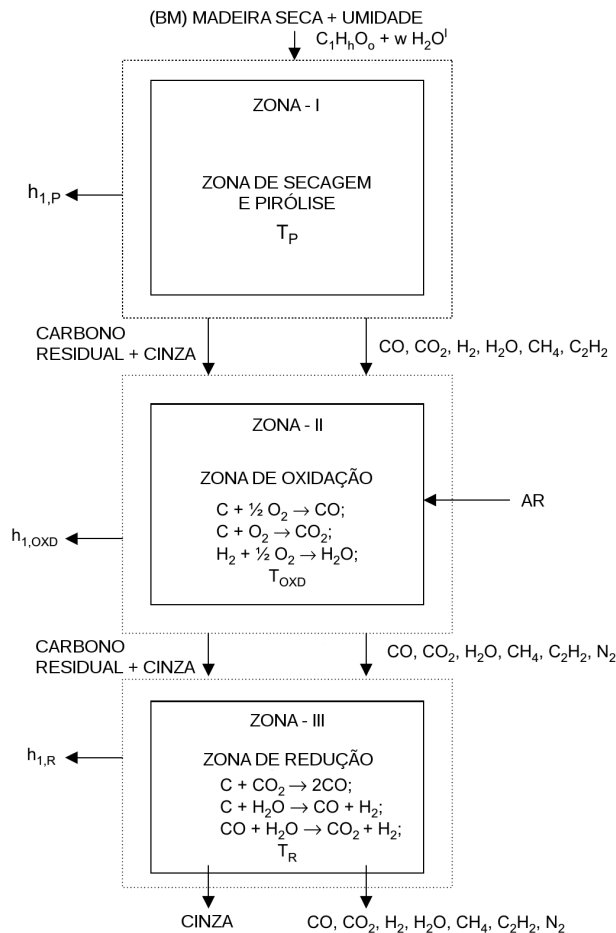 (BM) MADEIRA SECA + UMIDADE
C₁HₕOₒ + w H₂Oˡ
ZONA - I
ZONA DE SECAGEM
E PIRÓLISE
T_P
h₁,P
CARBONO
RESIDUAL + CINZA
CO, CO₂, H₂, H₂O, CH₄, C₂H₂
ZONA - II
ZONA DE OXIDAÇÃO
C + ½ O₂ → CO;
C + O₂ → CO₂;
H₂ + ½ O₂ → H₂O;
T_OXD
AR
h₁,OXD
CARBONO
RESIDUAL + CINZA
CO, CO₂, H₂O, CH₄, C₂H₂, N₂
ZONA - III
ZONA DE REDUÇÃO
C + CO₂ → 2CO;
C + H₂O → CO + H₂;
CO + H₂O → CO₂ + H₂;
T_R
h₁,R
CINZA
CO, CO₂, H₂, H₂O, CH₄, C₂H₂, N₂